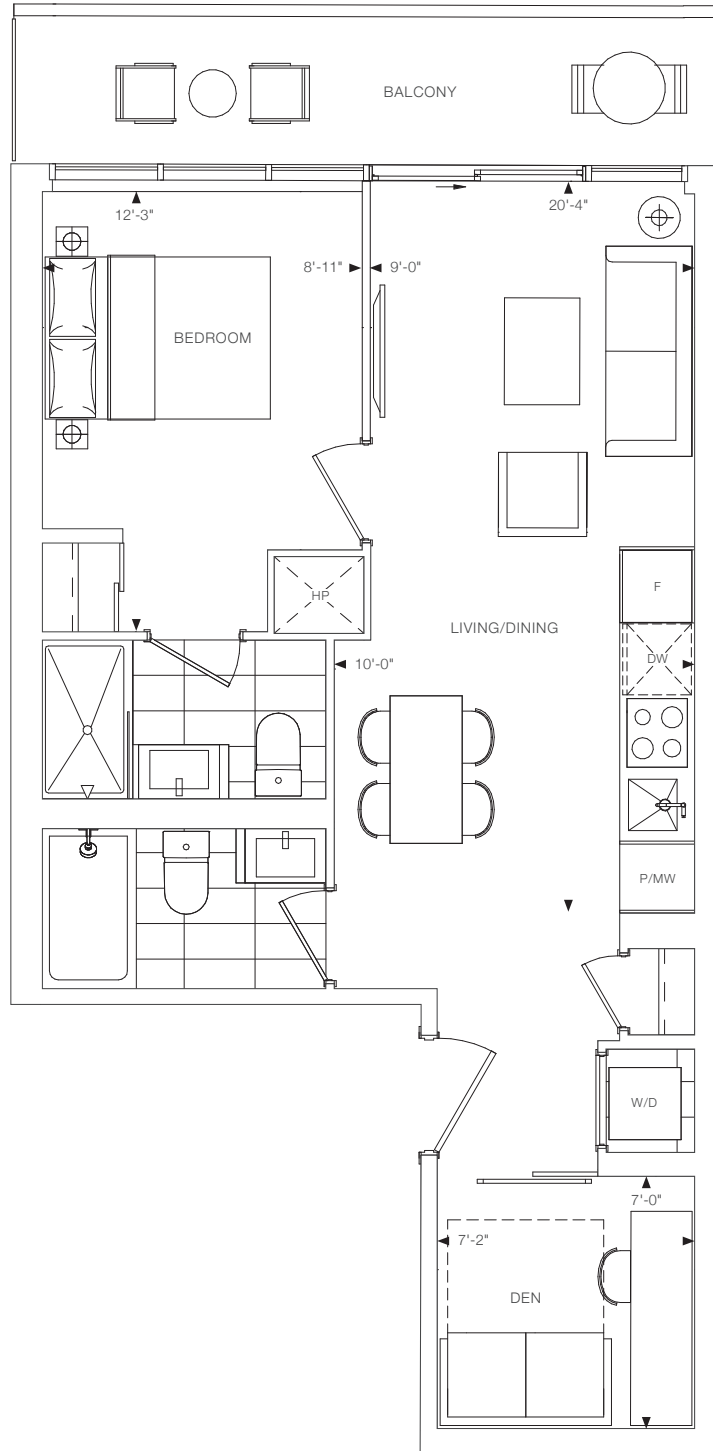 BALCONY
12'-3"
20'-4"
8'-11"
9'-0"
BEDROOM
HP
F
LIVING/DINING
DW
10'-0"
P/MW
W/D
7'-0"
7'-2"
DEN